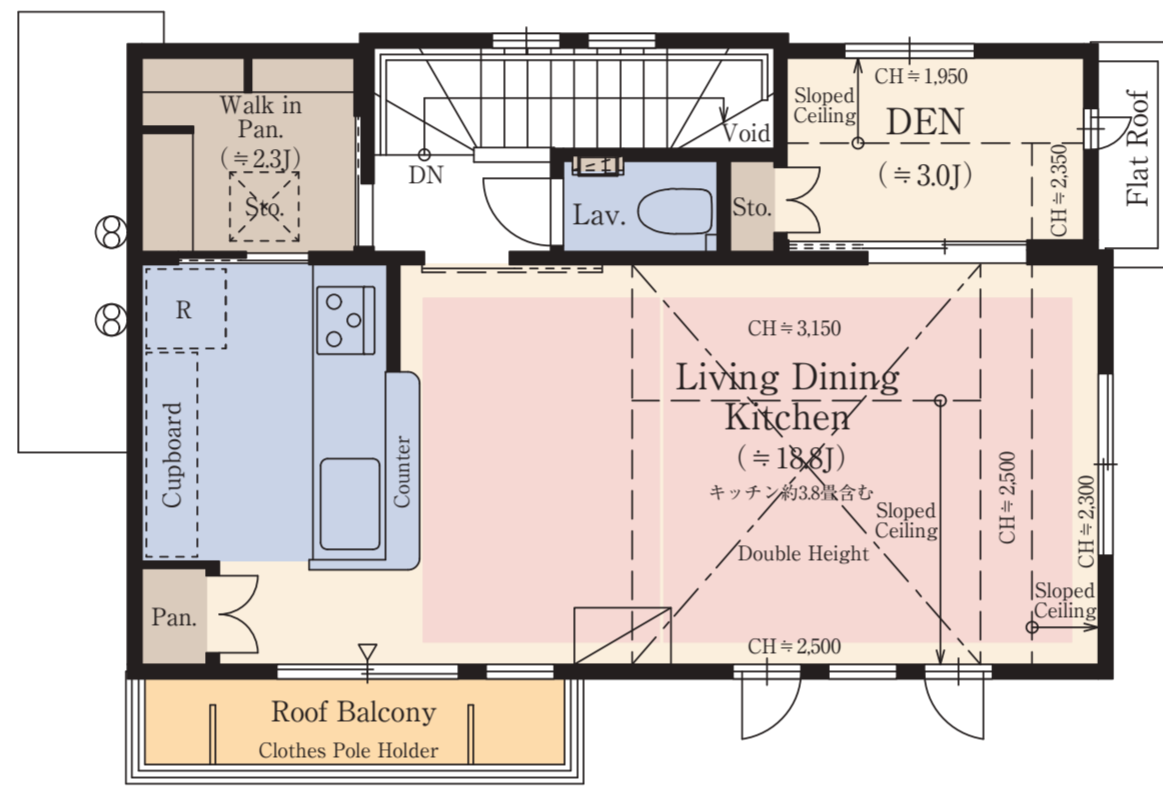 CH≒1,950
Sloped
Ceiling
DEN
(≒3.0J)
CH≒2,350
Flat Roof
Walk in
Pan.
(≒2.3J)
Sto.
Void
DN
Lav.
Sto.
R
Cupboard
Counter
CH≒3,150
Living Dining
Kitchen
(≒18.8J)
キッチン約3.8畳含む
Sloped
Ceiling
Double Height
CH≒2,500
CH≒2,300
Sloped
Ceiling
CH≒2,500
Pan.
Roof Balcony
Clothes Pole Holder